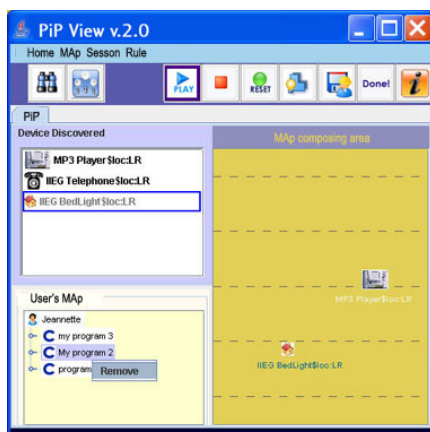 PiP View v.2.0
Home MAp Sesson Rule
PLAY RESET Done! i
PiP
Device Discovered
MAp composing area
MP3 Player$loc:LR
IIEG Telephone$loc:LR
IIEG BedLight$loc:LR
MP3 Player$loc:LR
User's MAp
Jeannette
C my program 3
C My program 2
IIEG BedLight$loc:LR
C program
Remove